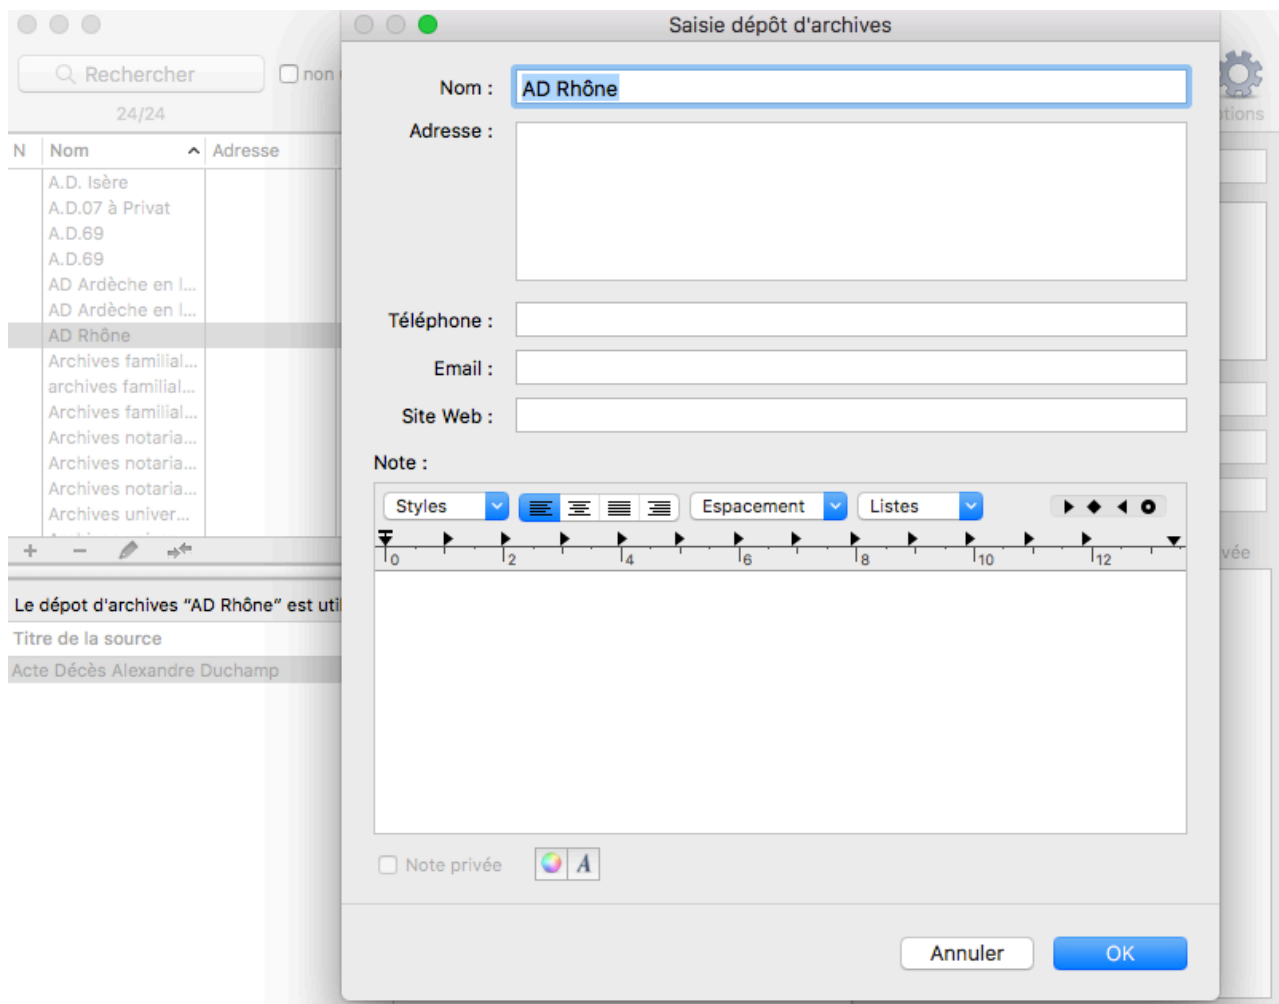 Saisie dépôt d'archives
Rechercher
non
24/24
N Nom Adresse
A.D. Isère
A.D.07 à Privat
A.D.69
A.D.69
AD Ardèche en l...
AD Ardèche en l...
AD Rhône
Archives familial...
archives familial...
Archives familial...
Archives notaria...
Archives notaria...
Archives notaria...
Archives univer...
Le dépot d'archives “AD Rhône” est uti
Titre de la source
Acte Décès Alexandre Duchamp
Nom : AD Rhône
Adresse :
Téléphone :
Email :
Site Web :
Note :
Styles Espacement Listes
0 2 4 6 8 10 12
Note privée A
Annuler OK
tions
vée